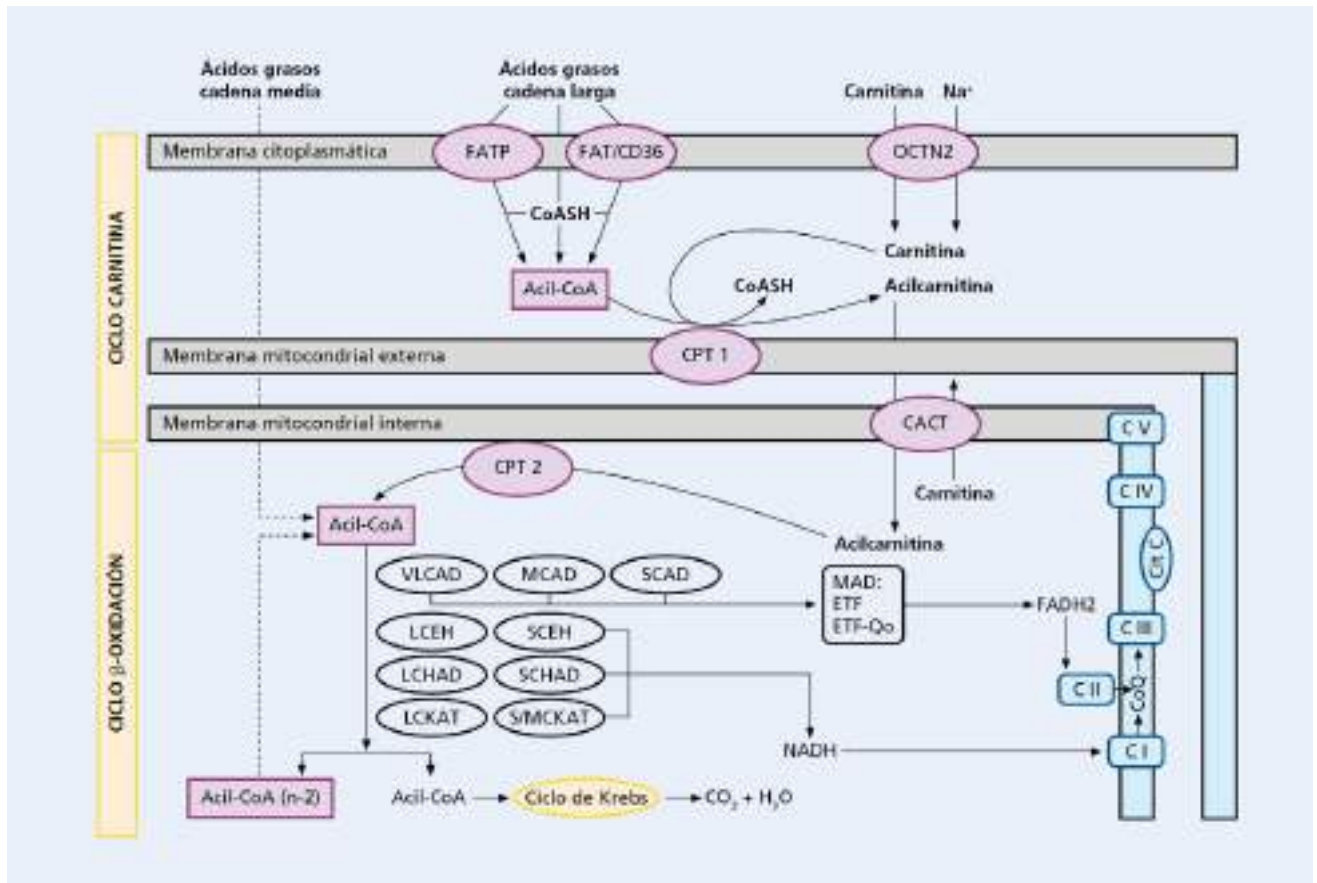 Ácidos grasos
cadena media
Ácidos grasos
cadena larga
Carnitina Na⁺
Membrana citoplasmática
FATP
FAT/CD36
OCTN2
CoASH
Carnitina
Acil-CoA
CoASH
Acilcarnitina
CICLO CARNITINA
Membrana mitocondrial externa
CPT 1
Membrana mitocondrial interna
CACT
C V
CPT 2
Carnitina
C IV
Acil-CoA
Acilcarnitina
Cit C
VLCAD
MCAD
SCAD
MAD:
ETF
ETF-Qo
FADH2
C III
LCEH
SCEH
LCHAD
SCHAD
C II
CoQ
LCKAT
S/MCKAT
NADH
C I
CICLO β-OXIDACIÓN
Acil-CoA (n-2)
Acil-CoA
Ciclo de Krebs
CO₂ + H₂O